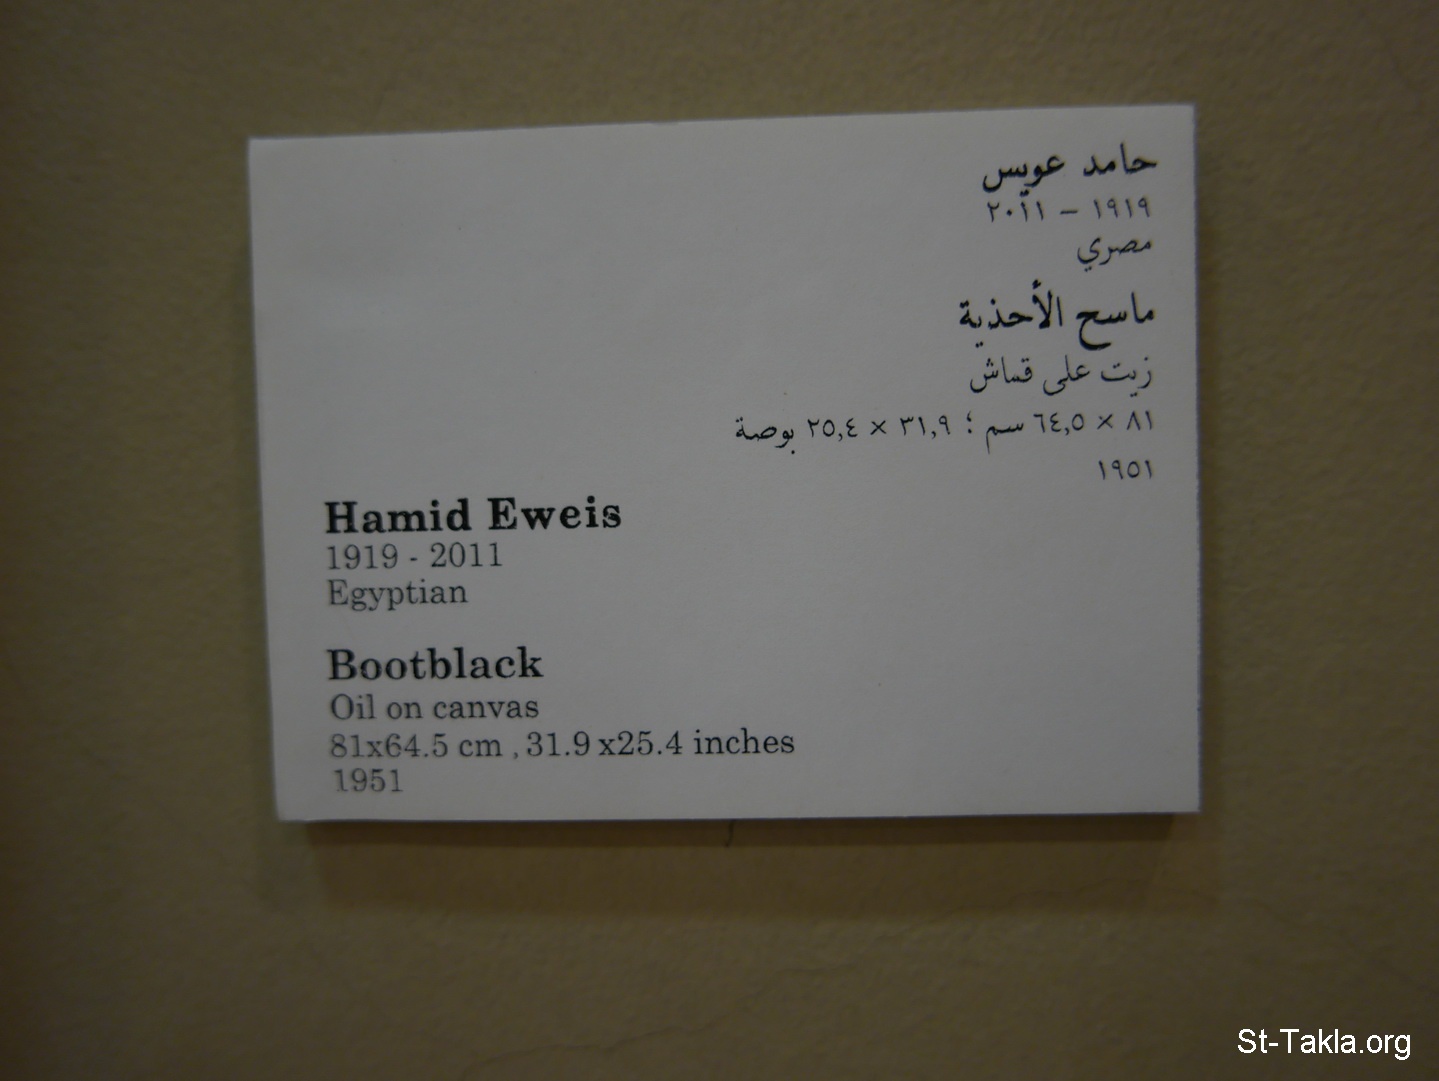 حامد عويس
١٩١٩ – ٢٠١١
مصري
ماسح الأحذية
زيت على قماش
٨١ × ٦٤,٥ سم ؛ ٣١,٩ × ٢٥,٤ بوصة
١٩٥١
Hamid Eweis
1919 - 2011
Egyptian
Bootblack
Oil on canvas
81x64.5 cm , 31.9 x25.4 inches
1951
St-Takla.org